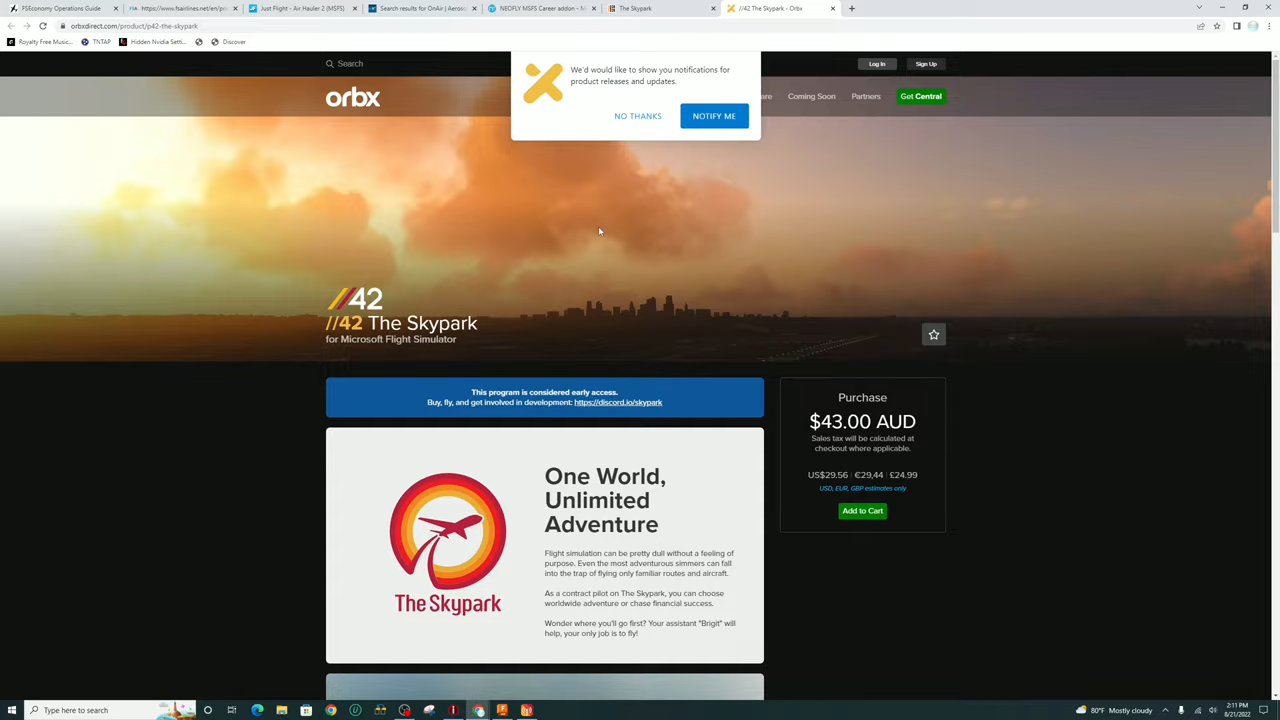 FSEconomy Operations Guide
https://www.fsairlines.net/en/pr
Just Flight - Air Hauler 2 (MSFS)
Search results for OnAir | Aeros
NEOFLY MSFS Career addon - M
The Skypark
//42 The Skypark - Orbx
orbxdirect.com/product/p42-the-skypark
Royalty Free Music...
TNTAP
Hidden Nvidia Setti...
Discover
Search
Log In
Sign Up
We'd would like to show you notifications for
product releases and updates.
NO THANKS
NOTIFY ME
orbx
Coming Soon
Partners
Get Central
//42
//42 The Skypark
for Microsoft Flight Simulator
This program is considered early access.
Buy, fly, and get involved in development: https://discord.io/skypark
Purchase
$43.00 AUD
Sales tax will be calculated at
checkout where applicable.
US$29.56 | €29,44 | £24.99
USD, EUR, GBP estimates only
Add to Cart
The Skypark
One World,
Unlimited
Adventure
Flight simulation can be pretty dull without a feeling of
purpose. Even the most adventurous simmers can fall
into the trap of flying only familiar routes and aircraft.
As a contract pilot on The Skypark, you can choose
worldwide adventure or chase financial success.
Wonder where you'll go first? Your assistant "Brigit" will
help, your only job is to fly!
Type here to search
80°F Mostly cloudy
2:11 PM
8/21/2022